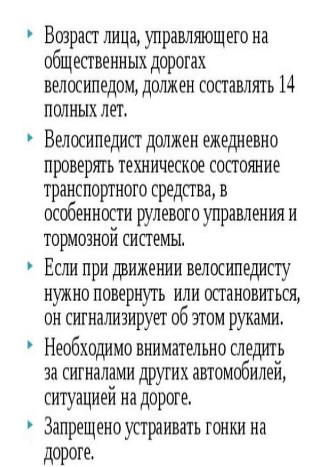 Возраст лица, управляющего на
общественных дорогах
велосипедом, должен составлять 14
полных лет.
Велосипедист должен ежедневно
проверять техническое состояние
транспортного средства, в
особенности рулевого управления и
тормозной системы.
Если при движении велосипедисту
нужно повернуть или остановиться,
он сигнализирует об этом руками.
Необходимо внимательно следить
за сигналами других автомобилей,
ситуацией на дороге.
Запрещено устраивать гонки на
дороге.